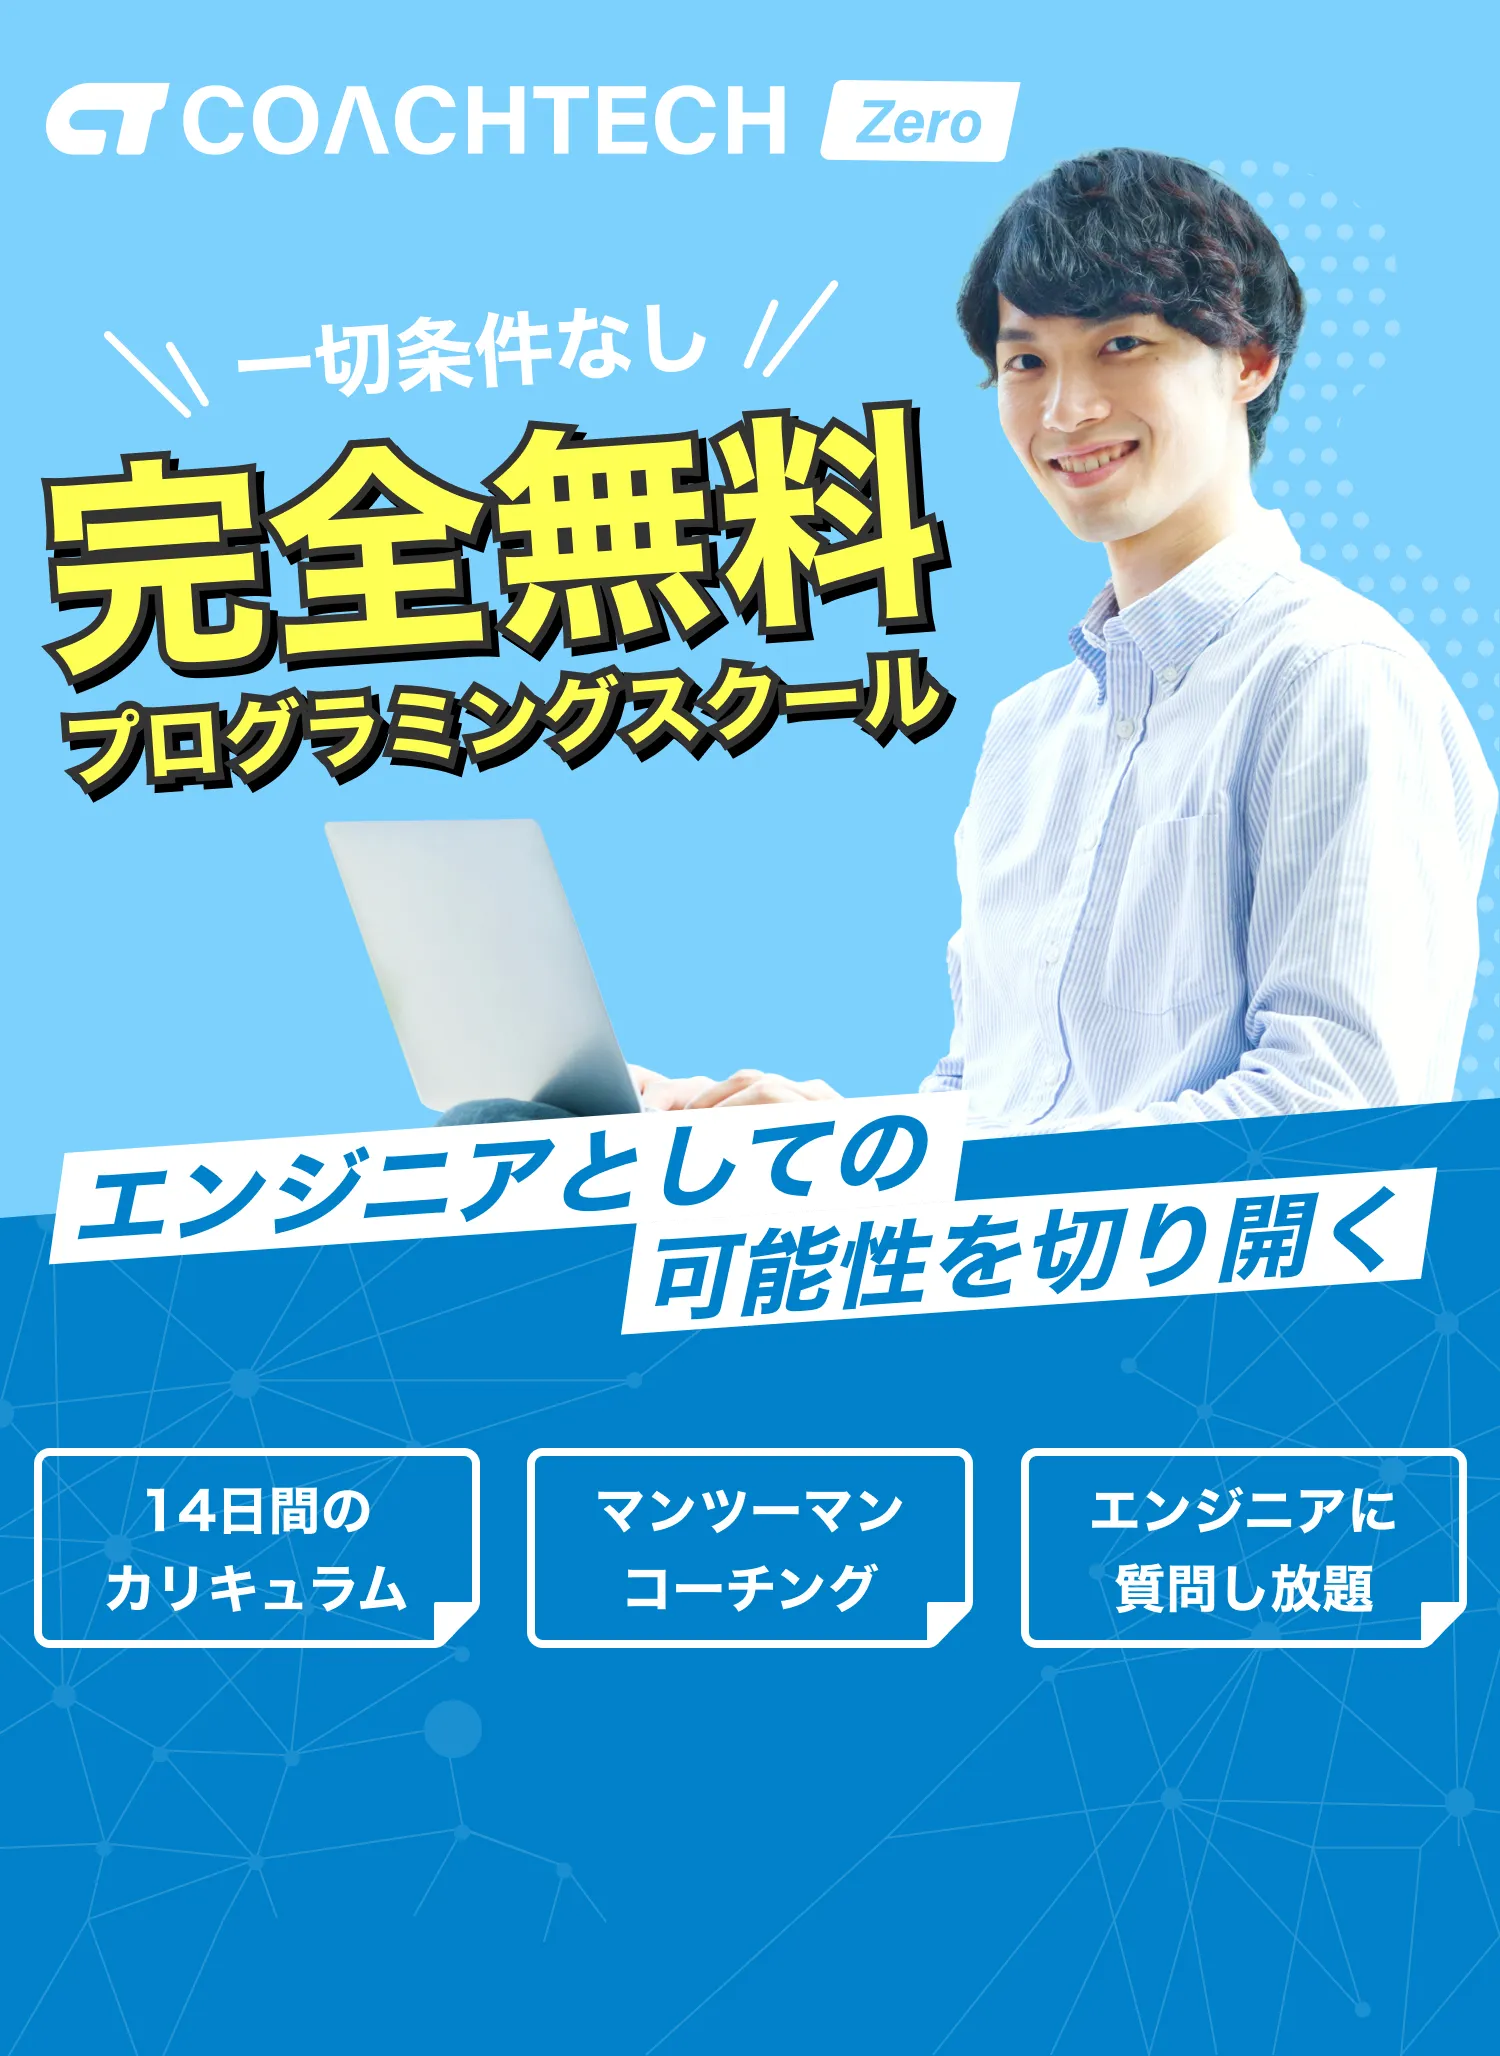 COACHTECH Zero
一切条件なし
完全無料
プログラミングスクール
エンジニアとしての
可能性を切り開く
14日間の
カリキュラム
マンツーマン
コーチング
エンジニアに
質問し放題